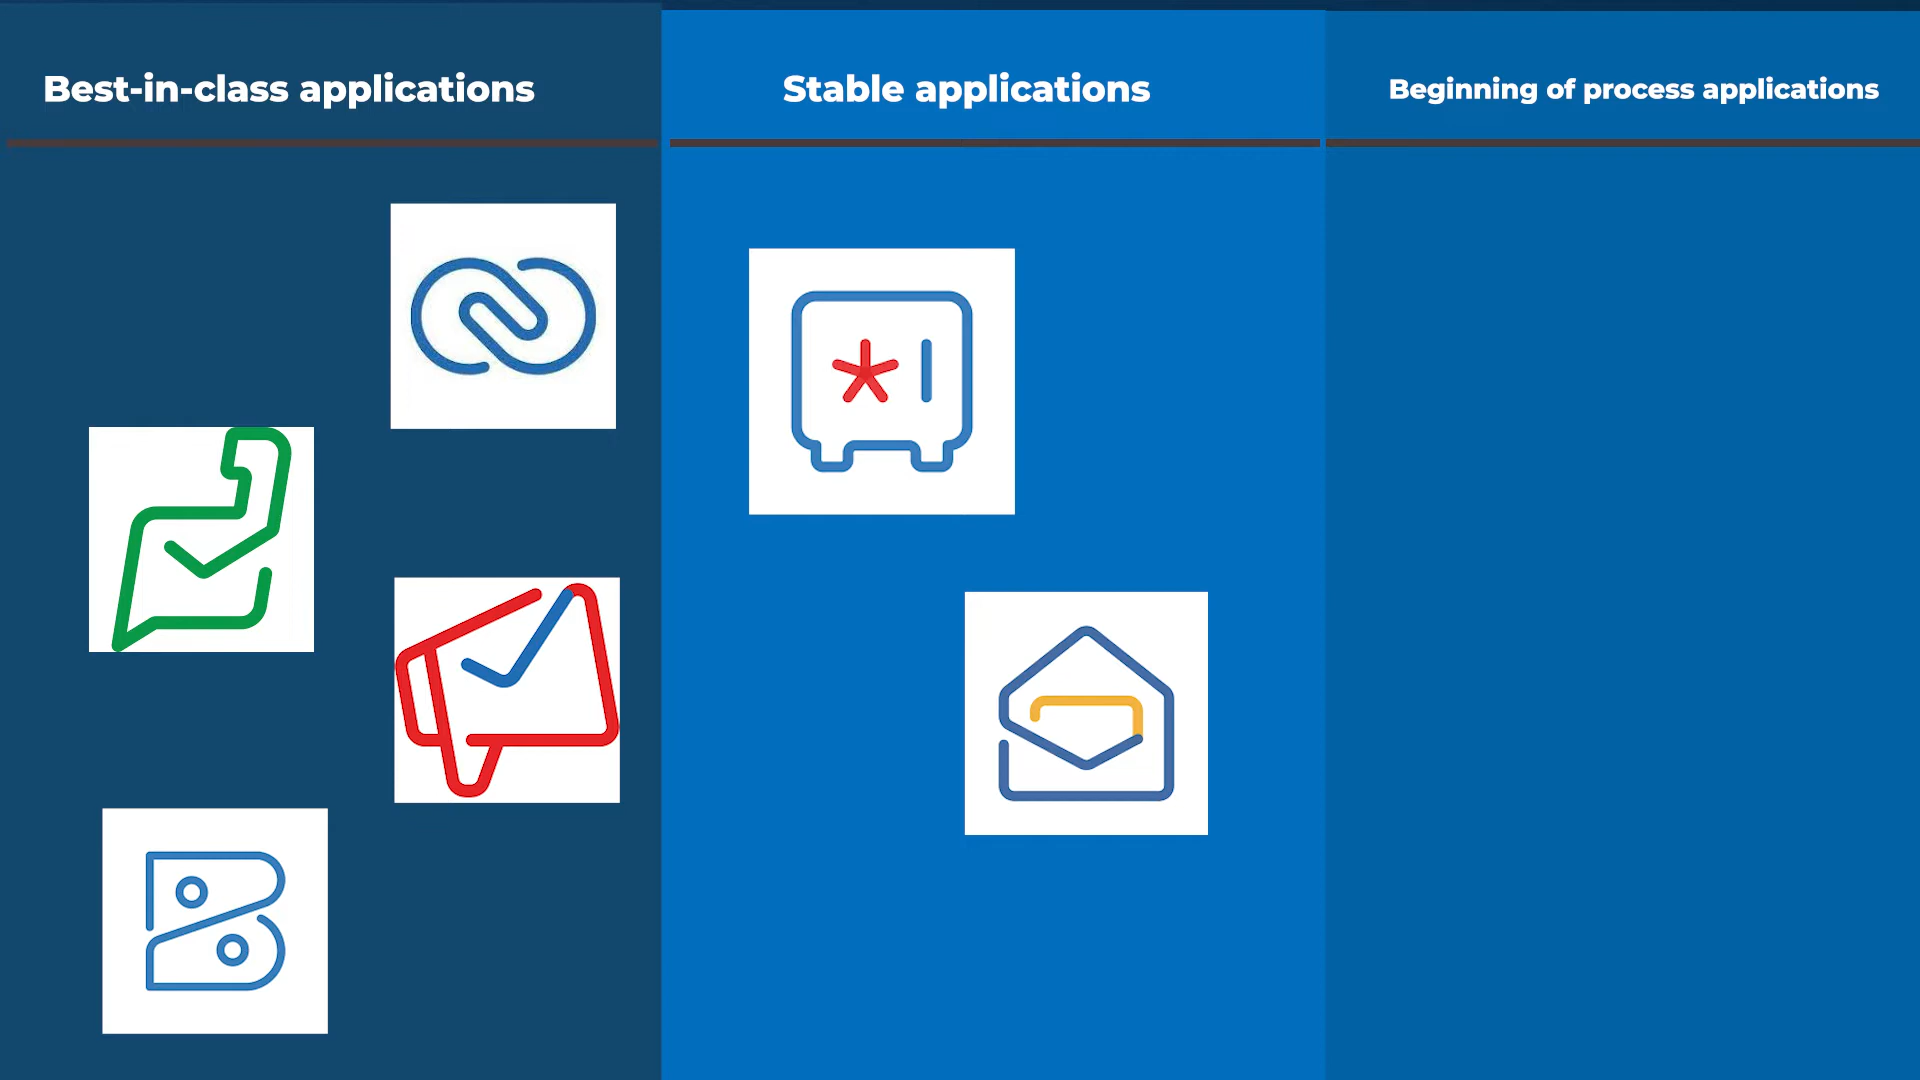 Best-in-class applications
Stable applications
Beginning of process applications